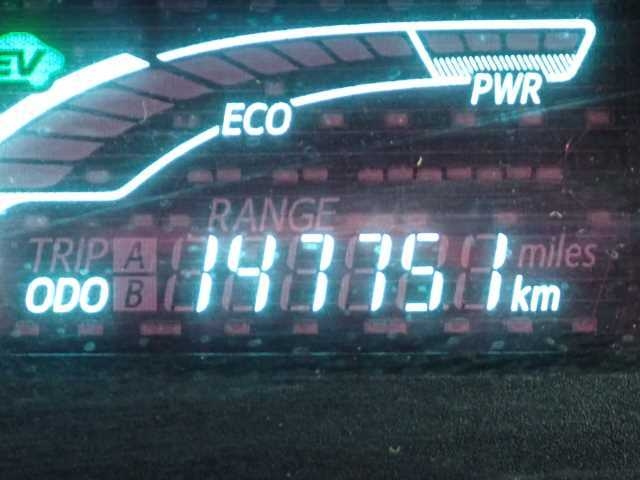 EV
PWR
ECO
RANGE
TRIP A miles
ODO B 147751 km